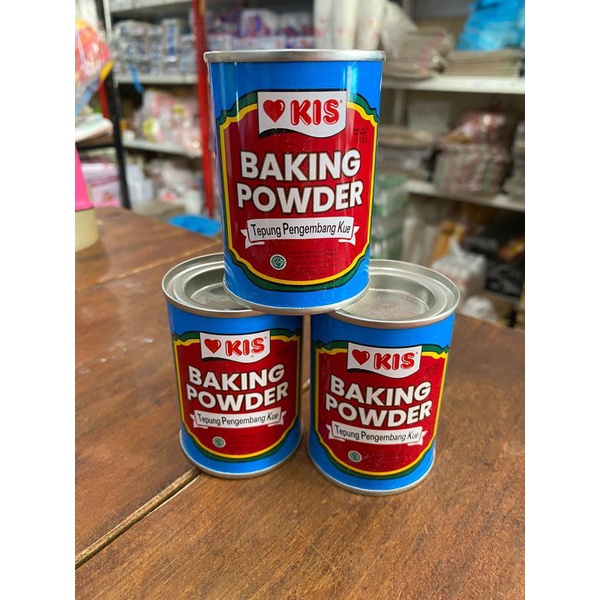 KIS
BAKING
POWDER
Tepung Pengembang Kue
KIS
BAKING
POWDER
Tepung Pengembang Kue
KIS
BAKING
POWDER
Tepung Pengembang Kue